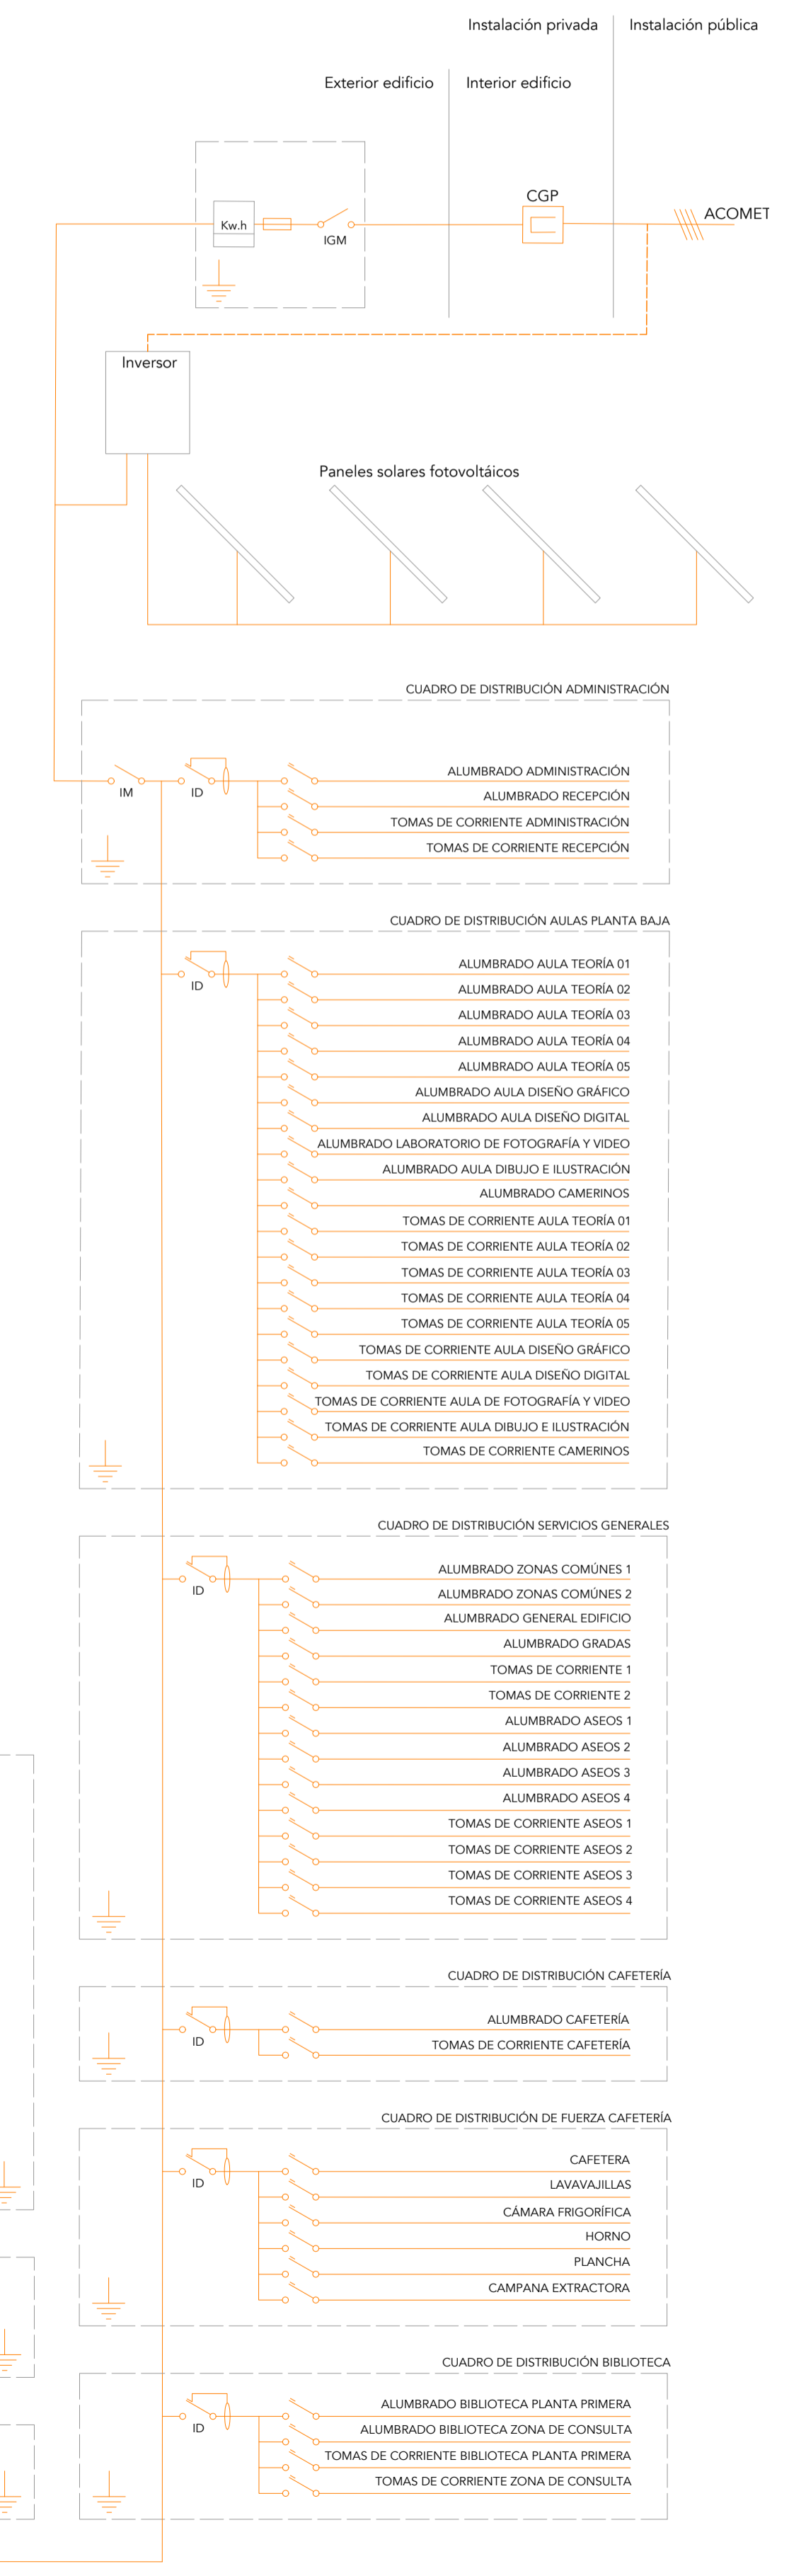 Instalación privada
Instalación pública
Exterior edificio
Interior edificio
CGP
ACOMET
Kw.h
IGM
Inversor
Paneles solares fotovoltáicos
CUADRO DE DISTRIBUCIÓN ADMINISTRACIÓN
ALUMBRADO ADMINISTRACIÓN
IM
ID
ALUMBRADO RECEPCIÓN
TOMAS DE CORRIENTE ADMINISTRACIÓN
TOMAS DE CORRIENTE RECEPCIÓN
CUADRO DE DISTRIBUCIÓN AULAS PLANTA BAJA
ALUMBRADO AULA TEORÍA 01
ID
ALUMBRADO AULA TEORÍA 02
ALUMBRADO AULA TEORÍA 03
ALUMBRADO AULA TEORÍA 04
ALUMBRADO AULA TEORÍA 05
ALUMBRADO AULA DISEÑO GRÁFICO
ALUMBRADO AULA DISEÑO DIGITAL
ALUMBRADO LABORATORIO DE FOTOGRAFÍA Y VIDEO
ALUMBRADO AULA DIBUJO E ILUSTRACIÓN
ALUMBRADO CAMERINOS
TOMAS DE CORRIENTE AULA TEORÍA 01
TOMAS DE CORRIENTE AULA TEORÍA 02
TOMAS DE CORRIENTE AULA TEORÍA 03
TOMAS DE CORRIENTE AULA TEORÍA 04
TOMAS DE CORRIENTE AULA TEORÍA 05
TOMAS DE CORRIENTE AULA DISEÑO GRÁFICO
TOMAS DE CORRIENTE AULA DISEÑO DIGITAL
TOMAS DE CORRIENTE AULA DE FOTOGRAFÍA Y VIDEO
TOMAS DE CORRIENTE AULA DIBUJO E ILUSTRACIÓN
TOMAS DE CORRIENTE CAMERINOS
CUADRO DE DISTRIBUCIÓN SERVICIOS GENERALES
ALUMBRADO ZONAS COMÚNES 1
ID
ALUMBRADO ZONAS COMÚNES 2
ALUMBRADO GENERAL EDIFICIO
ALUMBRADO GRADAS
TOMAS DE CORRIENTE 1
TOMAS DE CORRIENTE 2
ALUMBRADO ASEOS 1
ALUMBRADO ASEOS 2
ALUMBRADO ASEOS 3
ALUMBRADO ASEOS 4
TOMAS DE CORRIENTE ASEOS 1
TOMAS DE CORRIENTE ASEOS 2
TOMAS DE CORRIENTE ASEOS 3
TOMAS DE CORRIENTE ASEOS 4
CUADRO DE DISTRIBUCIÓN CAFETERÍA
ALUMBRADO CAFETERÍA
ID
TOMAS DE CORRIENTE CAFETERÍA
CUADRO DE DISTRIBUCIÓN DE FUERZA CAFETERÍA
CAFETERA
ID
LAVAVAJILLAS
CÁMARA FRIGORÍFICA
HORNO
PLANCHA
CAMPANA EXTRACTORA
CUADRO DE DISTRIBUCIÓN BIBLIOTECA
ALUMBRADO BIBLIOTECA PLANTA PRIMERA
ID
ALUMBRADO BIBLIOTECA ZONA DE CONSULTA
TOMAS DE CORRIENTE BIBLIOTECA PLANTA PRIMERA
TOMAS DE CORRIENTE ZONA DE CONSULTA